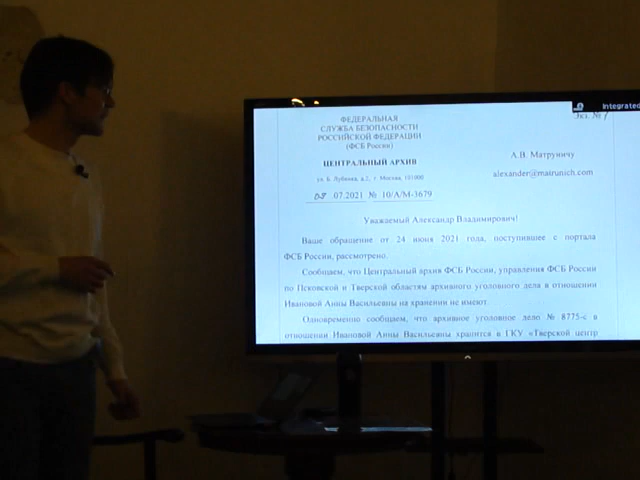 Integrated
Экз. №
ФЕДЕРАЛЬНАЯ
СЛУЖБА БЕЗОПАСНОСТИ
РОССИЙСКОЙ ФЕДЕРАЦИИ
(ФСБ России)
ЦЕНТРАЛЬНЫЙ АРХИВ
ул. Б. Лубянка, д.2, г. Москва, 101000
07.2021 № 10/А/М-3679
А.В. Матруничу
alexander@matrunich.com
Уважаемый Александр Владимирович!
Ваше обращение от 24 июня 2021 года, поступившее с портала
ФСБ России, рассмотрено.
Сообщаем, что Центральный архив ФСБ России, управления ФСБ России
по Псковской и Тверской областям архивного уголовного дела в отношении
Ивановой Анны Васильевны на хранении не имеют.
Одновременно сообщаем, что архивное уголовное дело № 8775-с в
отношении Ивановой Анны Васильевны хранится в ГКУ «Тверской центр